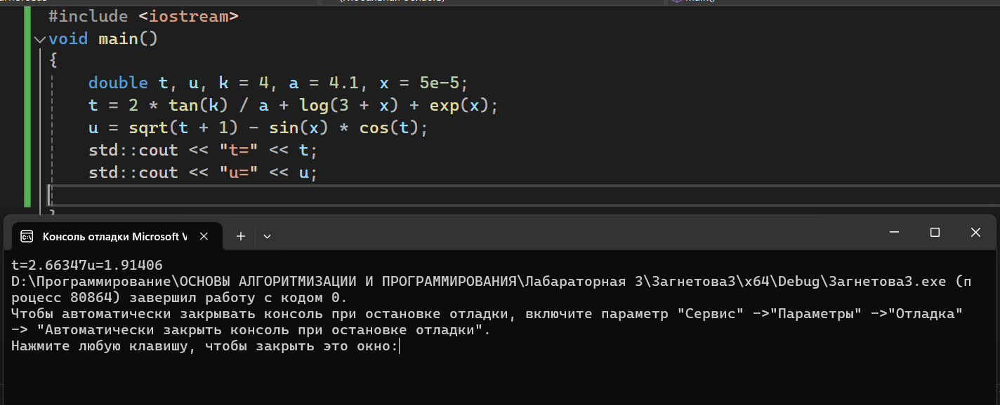 #include <iostream>
void main()
{
double t, u, k = 4, a = 4.1, x = 5e-5;
t = 2 * tan(k) / a + log(3 + x) + exp(x);
u = sqrt(t + 1) - sin(x) * cos(t);
std::cout << "t=" << t;
std::cout << "u=" << u;
Консоль отладки Microsoft V
t=2.66347u=1.91406
D:\Программирование\ОСНОВЫ АЛГОРИТМИЗАЦИИ И ПРОГРАММИРОВАНИЯ\Лабараторная 3\Загнетова3\x64\Debug\Загнетова3.exe (п
роцесс 80864) завершил работу с кодом 0.
Чтобы автоматически закрывать консоль при остановке отладки, включите параметр "Сервис" ->"Параметры" ->"Отладка"
-> "Автоматически закрыть консоль при остановке отладки".
Нажмите любую клавишу, чтобы закрыть это окно: